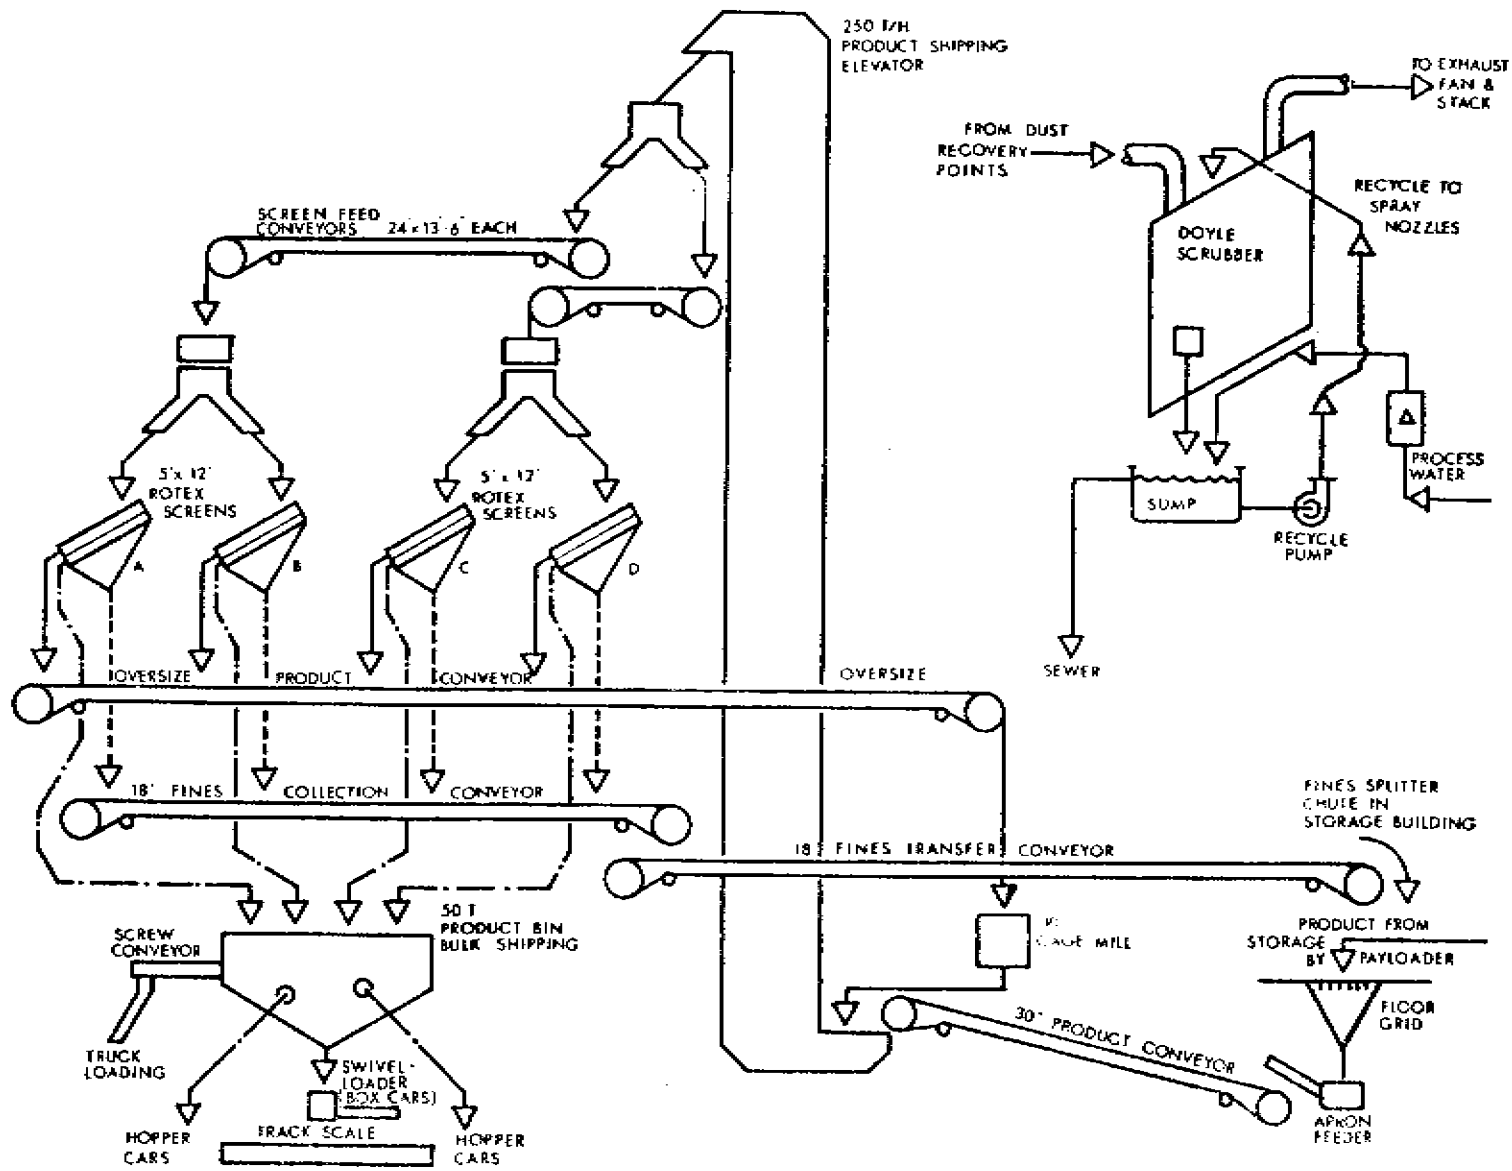 250 T/H
PRODUCT SHIPPING
ELEVATOR
TO EXHAUST
FAN &
STACK
FROM DUST
RECOVERY
POINTS
RECYCLE TO
SPRAY
NOZZLES
DOYLE
SCRUBBER
SCREEN FEED
CONVEYORS 24"x13'-6" EACH
5' x 12'
ROTEX
SCREENS
5' x 12'
ROTEX
SCREENS
PROCESS
WATER
SUMP
RECYCLE
PUMP
A
B
C
D
SEWER
OVERSIZE PRODUCT CONVEYOR OVERSIZE
18" FINES COLLECTION CONVEYOR
FINES SPLITTER
CHUTE IN
STORAGE BUILDING
18" FINES TRANSFER CONVEYOR
50 T
PRODUCT BIN
BULK SHIPPING
SCREW
CONVEYOR
CAGE MILL
PRODUCT FROM
STORAGE
BY PAYLOADER
FLOOR
GRID
30" PRODUCT CONVEYOR
TRUCK
LOADING
SWIVEL-
LOADER
(BOX CARS)
TRACK SCALE
HOPPER
CARS
HOPPER
CARS
APRON
FEEDER